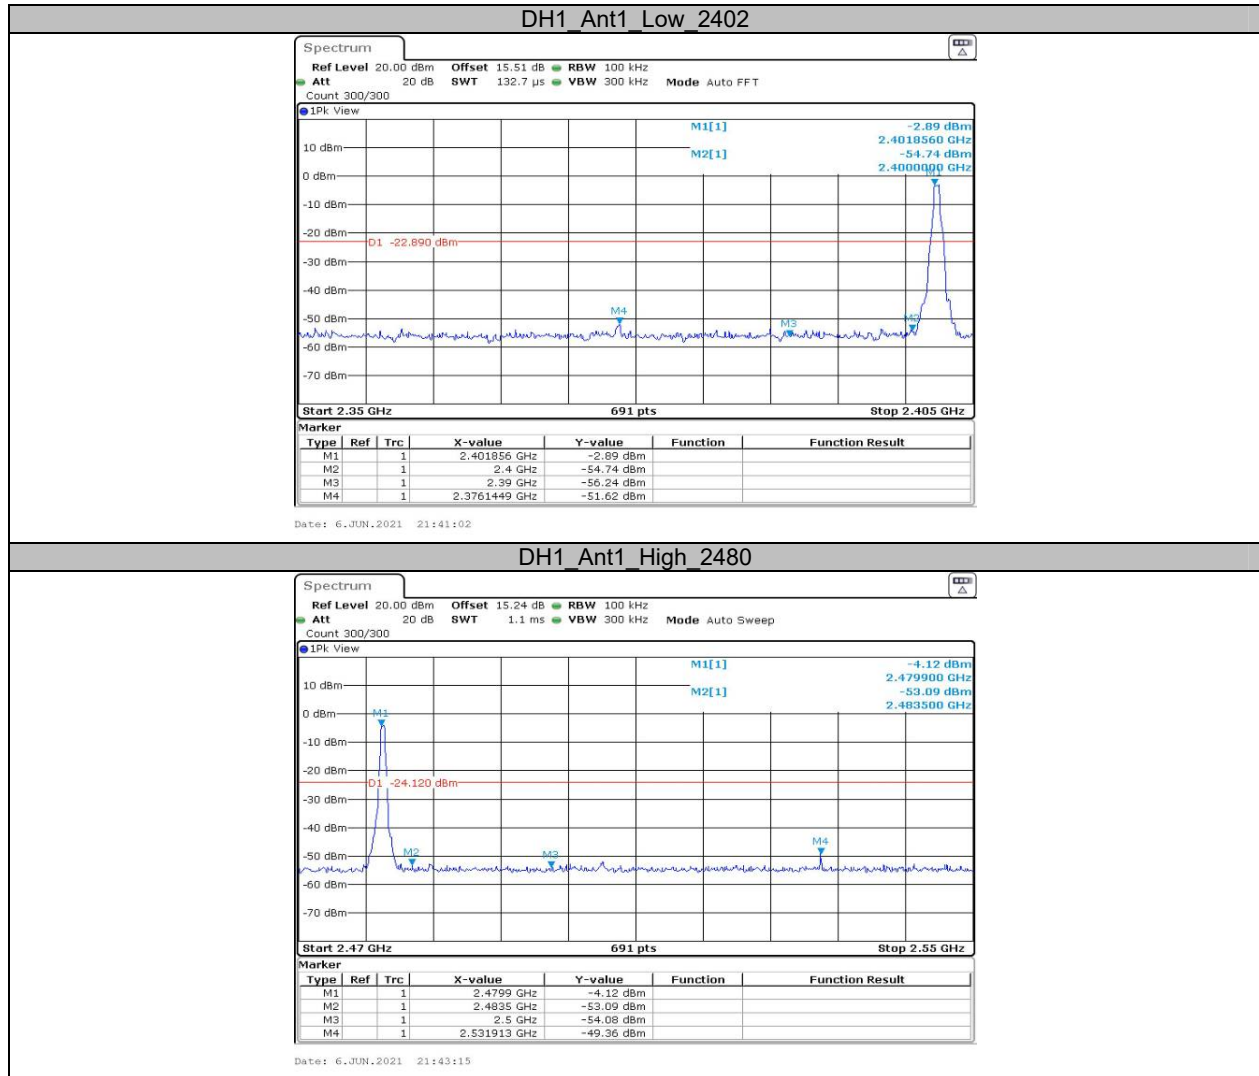 DH1_Ant1_Low_2402
Spectrum
Ref Level 20.00 dBm Offset 15.51 dB RBW 100 kHz
Att 20 dB SWT 132.7 µs VBW 300 kHz Mode Auto FFT
Count 300/300
1Pk View
M1[1] -2.89 dBm
2.4018560 GHz
10 dBm
M2[1] -54.74 dBm
2.4000000 GHz
0 dBm
M1
-10 dBm
-20 dBm
D1 -22.890 dBm
-30 dBm
-40 dBm
M4
-50 dBm
M3
M2
-60 dBm
-70 dBm
Start 2.35 GHz 691 pts Stop 2.405 GHz
Marker
Type Ref Trc X-value Y-value Function Function Result
M1 1 2.401856 GHz -2.89 dBm
M2 1 2.4 GHz -54.74 dBm
M3 1 2.39 GHz -56.24 dBm
M4 1 2.3761449 GHz -51.62 dBm
Date: 6.JUN.2021 21:41:02
DH1_Ant1_High_2480
Spectrum
Ref Level 20.00 dBm Offset 15.24 dB RBW 100 kHz
Att 20 dB SWT 1.1 ms VBW 300 kHz Mode Auto Sweep
Count 300/300
1Pk View
M1[1] -4.12 dBm
2.479900 GHz
10 dBm
M2[1] -53.09 dBm
2.483500 GHz
0 dBm
M1
-10 dBm
-20 dBm
D1 -24.120 dBm
-30 dBm
-40 dBm
M4
-50 dBm
M2
M3
-60 dBm
-70 dBm
Start 2.47 GHz 691 pts Stop 2.55 GHz
Marker
Type Ref Trc X-value Y-value Function Function Result
M1 1 2.4799 GHz -4.12 dBm
M2 1 2.4835 GHz -53.09 dBm
M3 1 2.5 GHz -54.08 dBm
M4 1 2.531913 GHz -49.36 dBm
Date: 6.JUN.2021 21:43:15